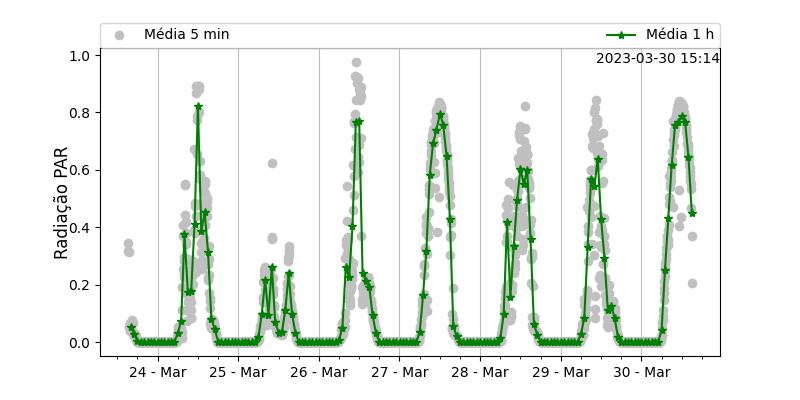 Média 5 min
Média 1 h
2023-03-30 15:14
Radiação PAR
1.0
0.8
0.6
0.4
0.2
0.0
24 - Mar
25 - Mar
26 - Mar
27 - Mar
28 - Mar
29 - Mar
30 - Mar